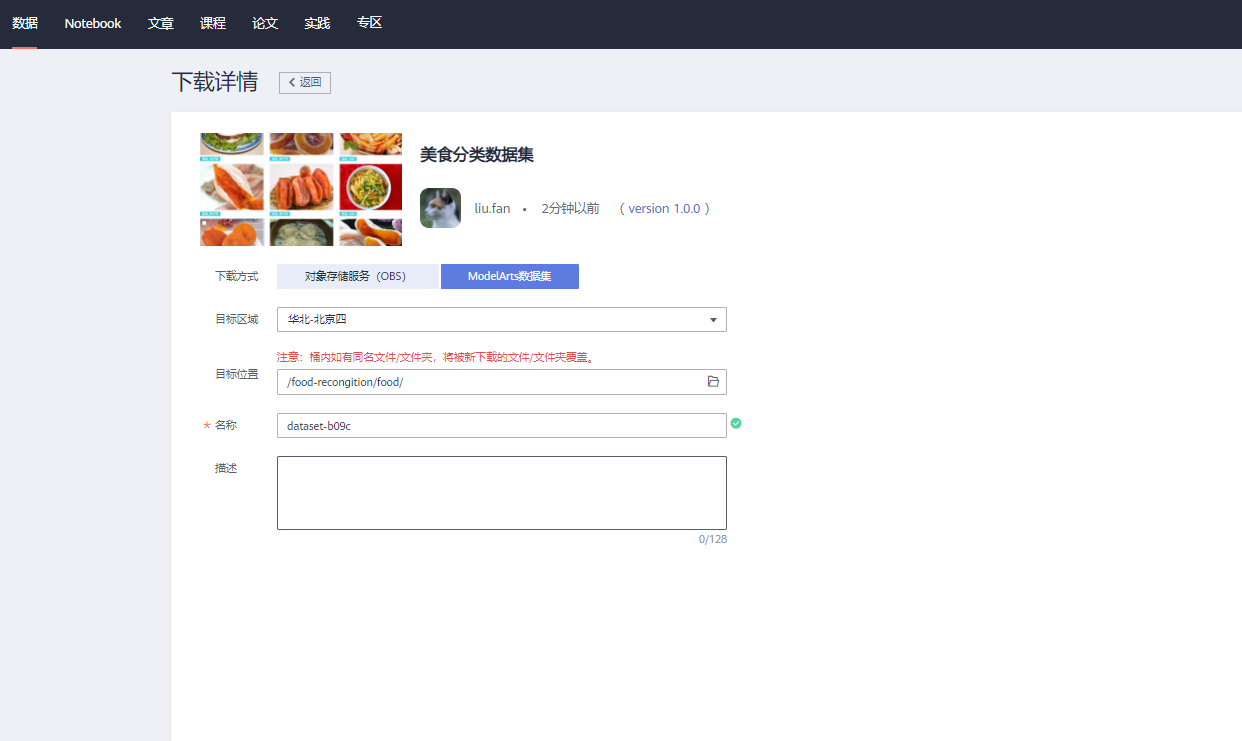 数据 Notebook 文章 课程 论文 实践 专区
下载详情 返回
美食分类数据集
liu.fan • 2分钟以前 ( version 1.0.0 )
下载方式 对象存储服务（OBS） ModelArts数据集
目标区域 华北-北京四
注意：桶内如有同名文件/文件夹，将被新下载的文件/文件夹覆盖。
目标位置 /food-recongition/food/
* 名称 dataset-b09c
描述
0/128